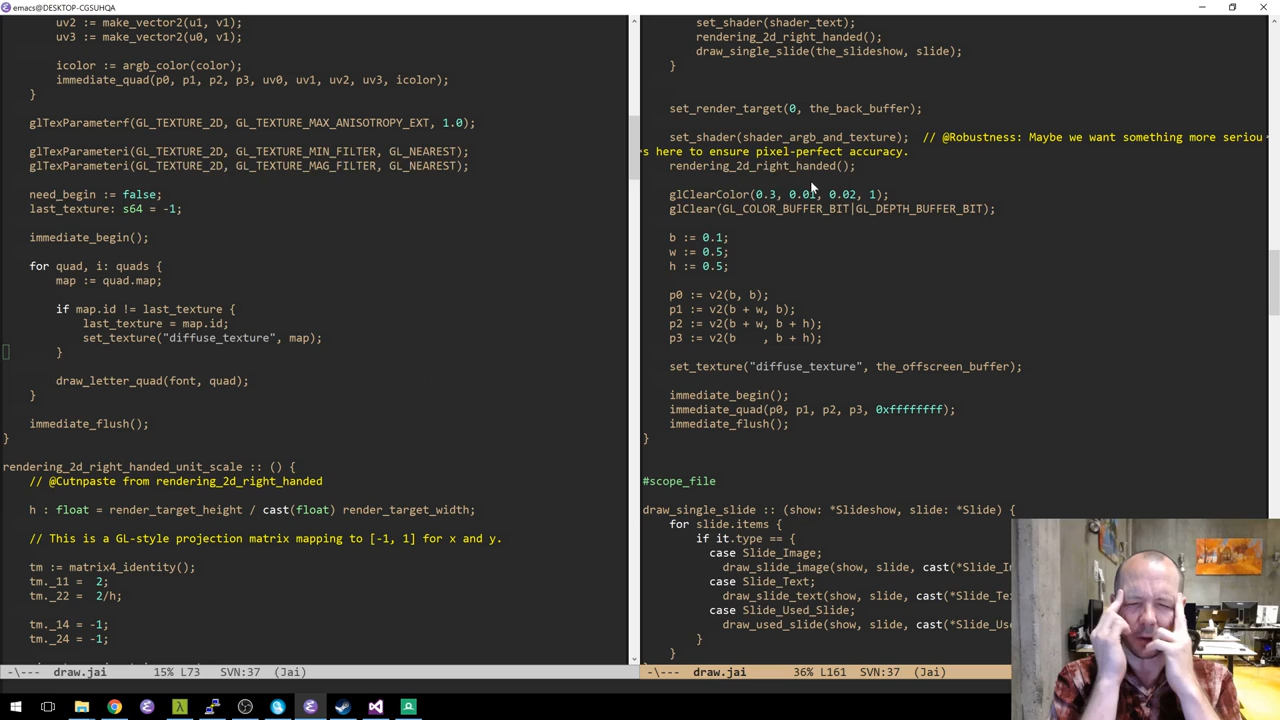 emacs@DESKTOP-CGSUHQA
uv2 := make_vector2(u1, v1);
uv3 := make_vector2(u0, v1);
icolor := argb_color(color);
immediate_quad(p0, p1, p2, p3, uv0, uv1, uv2, uv3, icolor);
}
glTexParameterf(GL_TEXTURE_2D, GL_TEXTURE_MAX_ANISOTROPY_EXT, 1.0);
glTexParameteri(GL_TEXTURE_2D, GL_TEXTURE_MIN_FILTER, GL_NEAREST);
glTexParameteri(GL_TEXTURE_2D, GL_TEXTURE_MAG_FILTER, GL_NEAREST);
need_begin := false;
last_texture: s64 = -1;
immediate_begin();
for quad, i: quads {
map := quad.map;
if map.id != last_texture {
last_texture = map.id;
set_texture("diffuse_texture", map);
}
draw_letter_quad(font, quad);
}
immediate_flush();
}
rendering_2d_right_handed_unit_scale :: () {
// @Cutnpaste from rendering_2d_right_handed
h : float = render_target_height / cast(float) render_target_width;
// This is a GL-style projection matrix mapping to [-1, 1] for x and y.
tm := matrix4_identity();
tm._11 = 2;
tm._22 = 2/h;
tm._14 = -1;
tm._24 = -1;
-\--- draw.jai 15% L73 SVN:37 (Jai)
set_shader(shader_text);
rendering_2d_right_handed();
draw_single_slide(the_slideshow, slide);
}
set_render_target(0, the_back_buffer);
set_shader(shader_argb_and_texture); // @Robustness: Maybe we want something more seriou
s here to ensure pixel-perfect accuracy.
rendering_2d_right_handed();
glClearColor(0.3, 0.01, 0.02, 1);
glClear(GL_COLOR_BUFFER_BIT|GL_DEPTH_BUFFER_BIT);
b := 0.1;
w := 0.5;
h := 0.5;
p0 := v2(b, b);
p1 := v2(b + w, b);
p2 := v2(b + w, b + h);
p3 := v2(b    , b + h);
set_texture("diffuse_texture", the_offscreen_buffer);
immediate_begin();
immediate_quad(p0, p1, p2, p3, 0xffffffff);
immediate_flush();
}
#scope_file
draw_single_slide :: (show: *Slideshow, slide: *Slide) {
for slide.items {
if it.type == {
case Slide_Image;
draw_slide_image(show, slide, cast(*Slide_Im
case Slide_Text;
draw_slide_text(show, slide, cast(*Slide_Tex
case Slide_Used_Slide;
draw_used_slide(show, slide, cast(*Slide_Us
}
}
-\--- draw.jai 36% L161 SVN:37 (Jai)